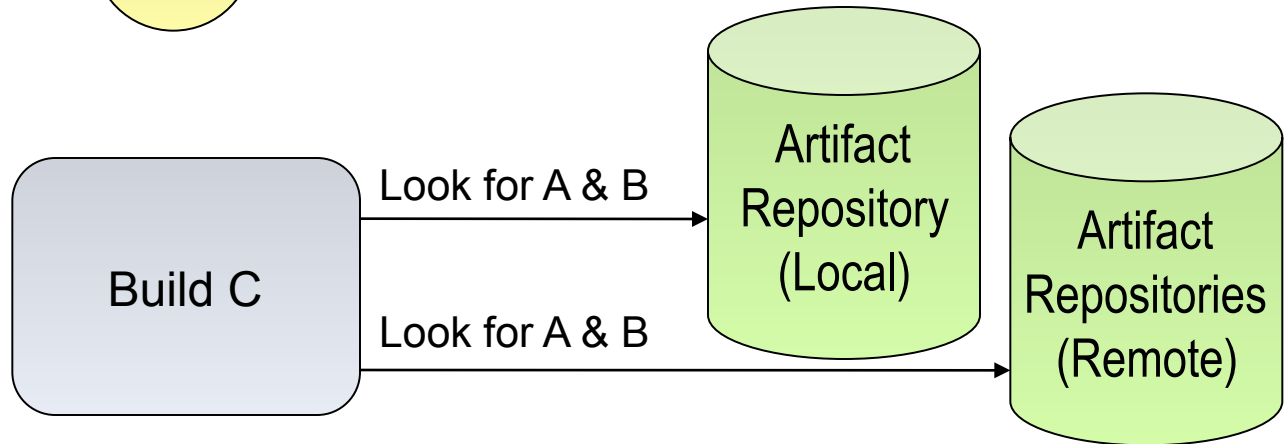 Build C
Look for A & B
Look for A & B
Artifact
Repository
(Local)
Artifact
Repositories
(Remote)